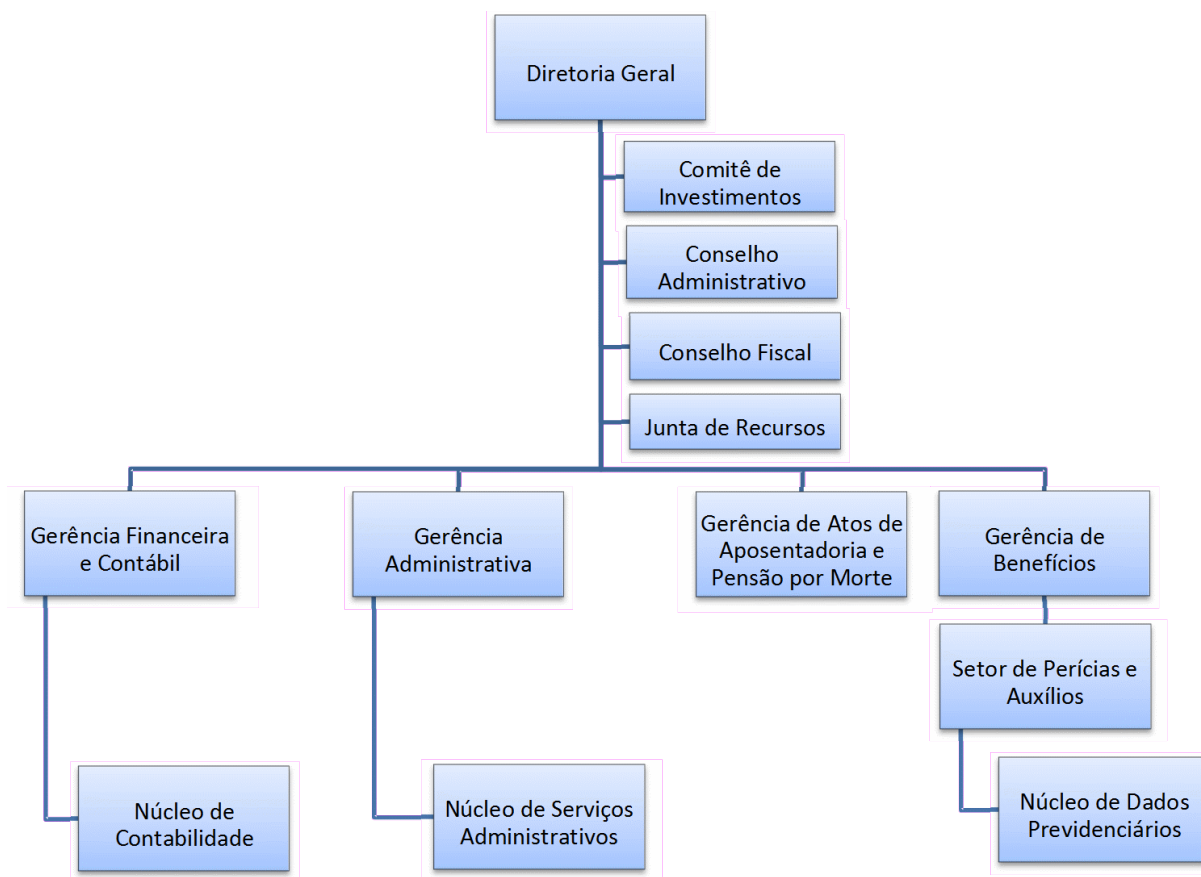 Diretoria Geral
Comitê de
Investimentos
Conselho
Administrativo
Conselho Fiscal
Junta de Recursos
Gerência Financeira
e Contábil
Gerência
Administrativa
Gerência de Atos de
Aposentadoria e
Pensão por Morte
Gerência de
Benefícios
Setor de Perícias e
Auxílios
Núcleo de
Contabilidade
Núcleo de Serviços
Administrativos
Núcleo de Dados
Previdenciários